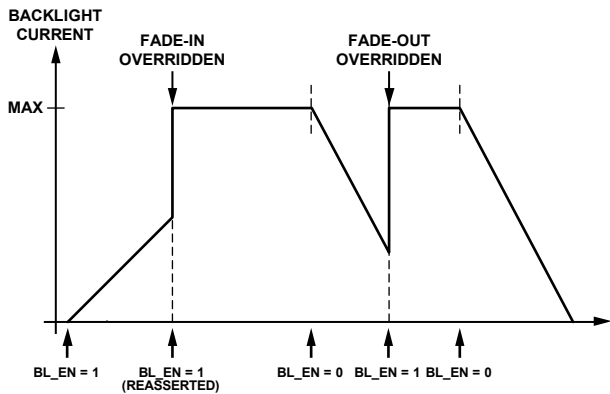 BACKLIGHT
CURRENT
FADE-IN
OVERRIDDEN
FADE-OUT
OVERRIDDEN
MAX
BL_EN = 1
BL_EN = 1
(REASSERTED)
BL_EN = 0
BL_EN = 1
BL_EN = 0